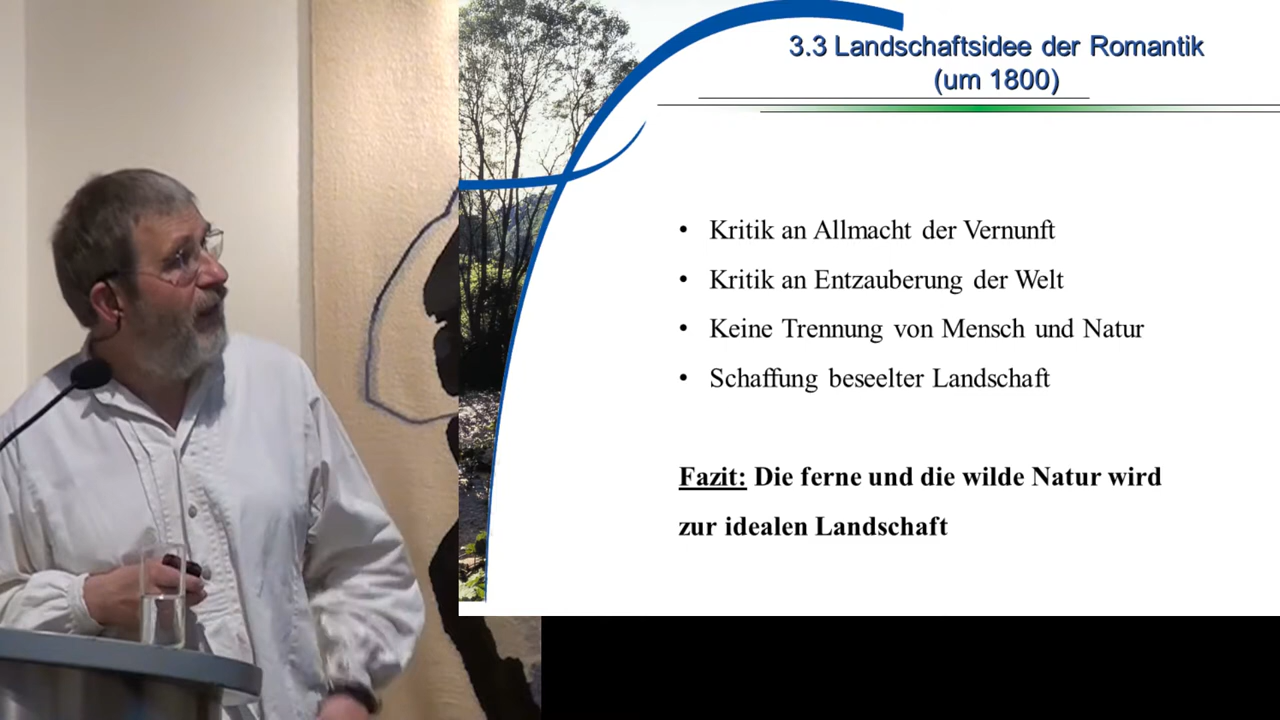 3.3 Landschaftsidee der Romantik
(um 1800)
• Kritik an Allmacht der Vernunft
• Kritik an Entzauberung der Welt
• Keine Trennung von Mensch und Natur
• Schaffung beseelter Landschaft
Fazit: Die ferne und die wilde Natur wird
zur idealen Landschaft